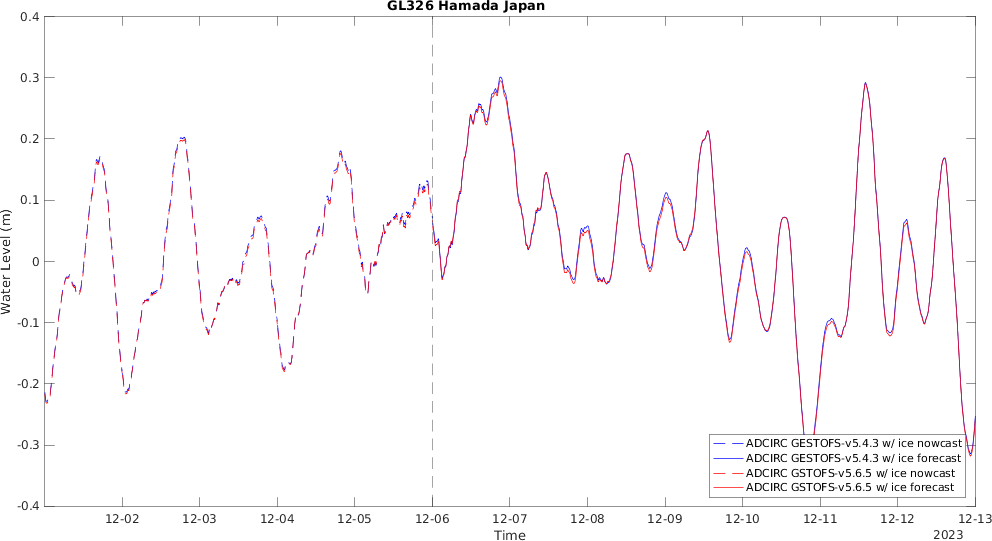 GL326 Hamada Japan
0.4
0.3
0.2
0.1
0
-0.1
-0.2
-0.3
-0.4
Water Level (m)
ADCIRC GESTOFS-v5.4.3 w/ ice nowcast
ADCIRC GESTOFS-v5.4.3 w/ ice forecast
ADCIRC GSTOFS-v5.6.5 w/ ice nowcast
ADCIRC GSTOFS-v5.6.5 w/ ice forecast
12-02 12-03 12-04 12-05 12-06 12-07 12-08 12-09 12-10 12-11 12-12 12-13
Time
2023